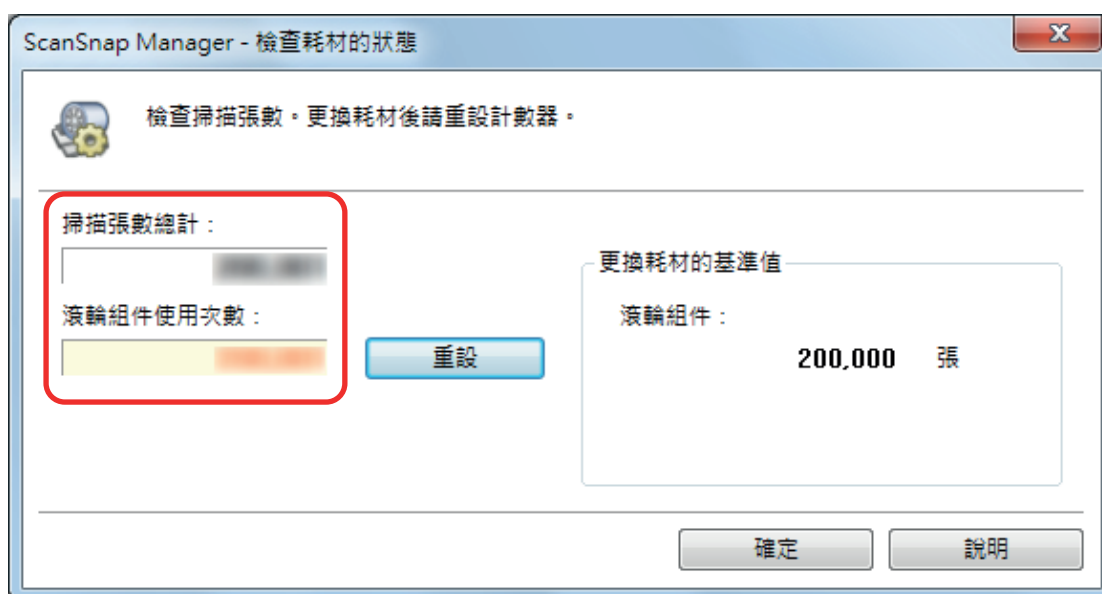 ScanSnap Manager - 檢查耗材的狀態
檢查掃描張數。更換耗材後請重設計數器。
掃描張數總計：
滾輪組件使用次數：
重設
更換耗材的基準值
滾輪組件：
200,000 張
確定
說明